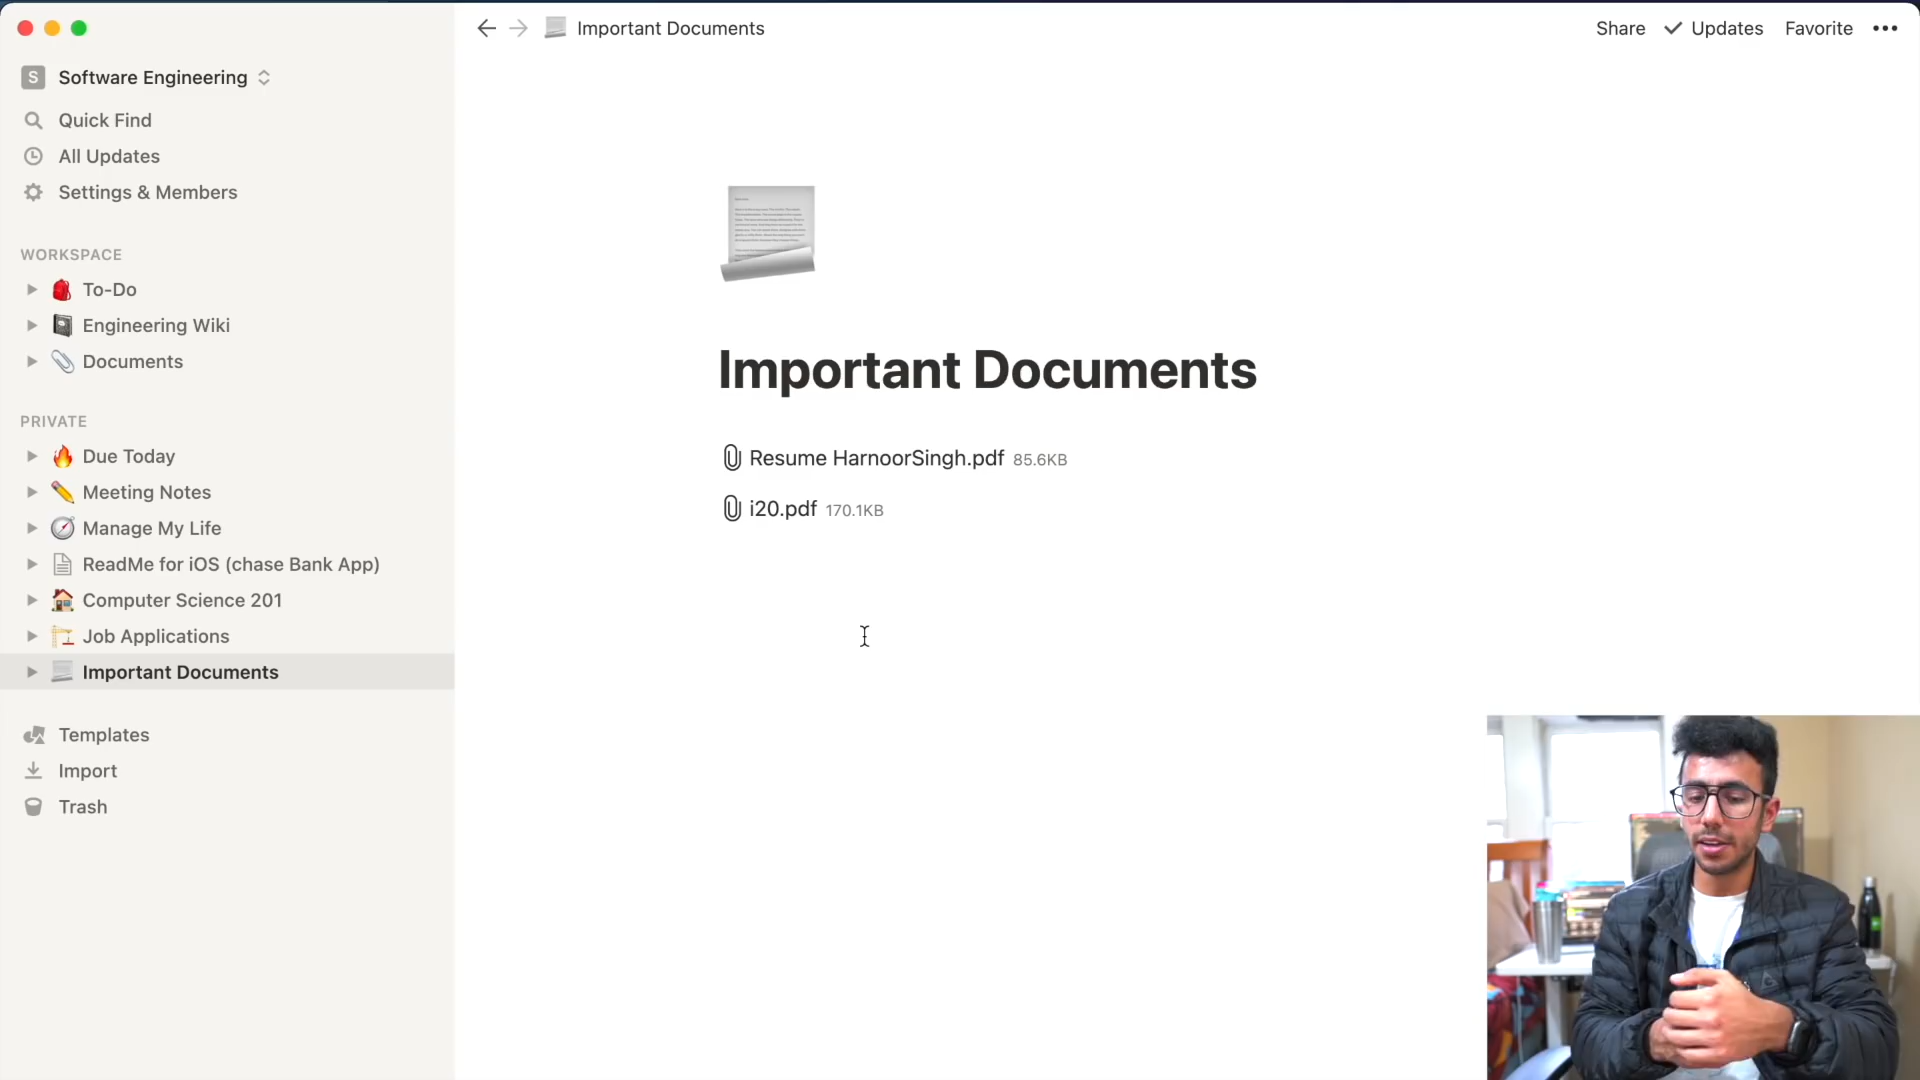 Important Documents
Share
Updates
Favorite
S
Software Engineering
Quick Find
All Updates
Settings & Members
WORKSPACE
To-Do
Engineering Wiki
Documents
PRIVATE
Due Today
Meeting Notes
Manage My Life
ReadMe for iOS (chase Bank App)
Computer Science 201
Job Applications
Important Documents
Templates
Import
Trash
Important Documents
Resume HarnoorSingh.pdf 85.6KB
i20.pdf 170.1KB